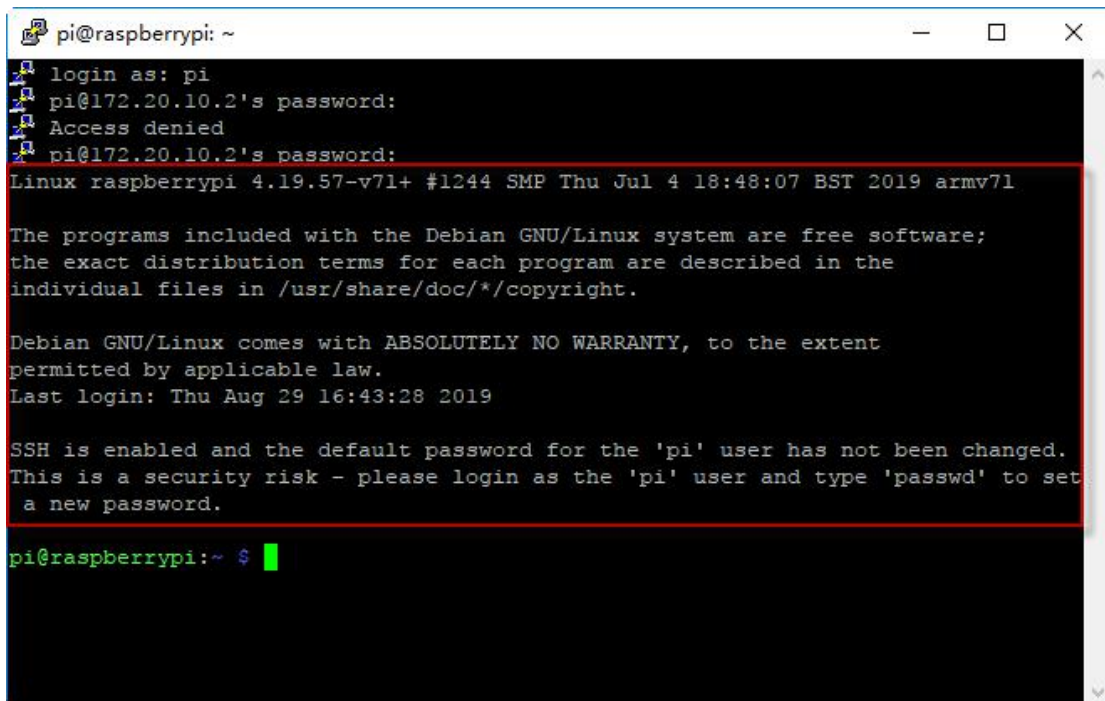 pi@raspberrypi: ~
login as: pi
pi@172.20.10.2's password:
Access denied
pi@172.20.10.2's password:
Linux raspberrypi 4.19.57-v7l+ #1244 SMP Thu Jul 4 18:48:07 BST 2019 armv7l
The programs included with the Debian GNU/Linux system are free software;
the exact distribution terms for each program are described in the
individual files in /usr/share/doc/*/copyright.
Debian GNU/Linux comes with ABSOLUTELY NO WARRANTY, to the extent
permitted by applicable law.
Last login: Thu Aug 29 16:43:28 2019
SSH is enabled and the default password for the 'pi' user has not been changed.
This is a security risk - please login as the 'pi' user and type 'passwd' to set
a new password.
pi@raspberrypi:~ $